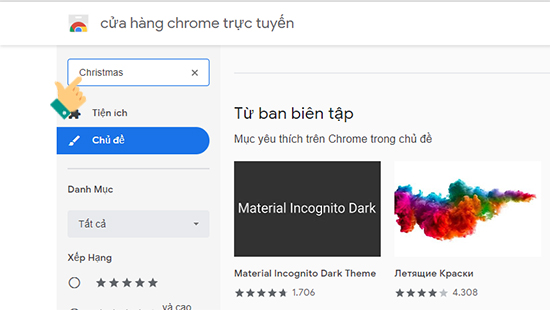 cửa hàng chrome trực tuyến
Christmas
Tiện ích
Chủ đề
Danh Mục
Tất cả
Xếp Hạng
và cao
Từ ban biên tập
Mục yêu thích trên Chrome trong chủ đề
Material Incognito Dark
Material Incognito Dark Theme
1.706
Летящие Краски
4.308